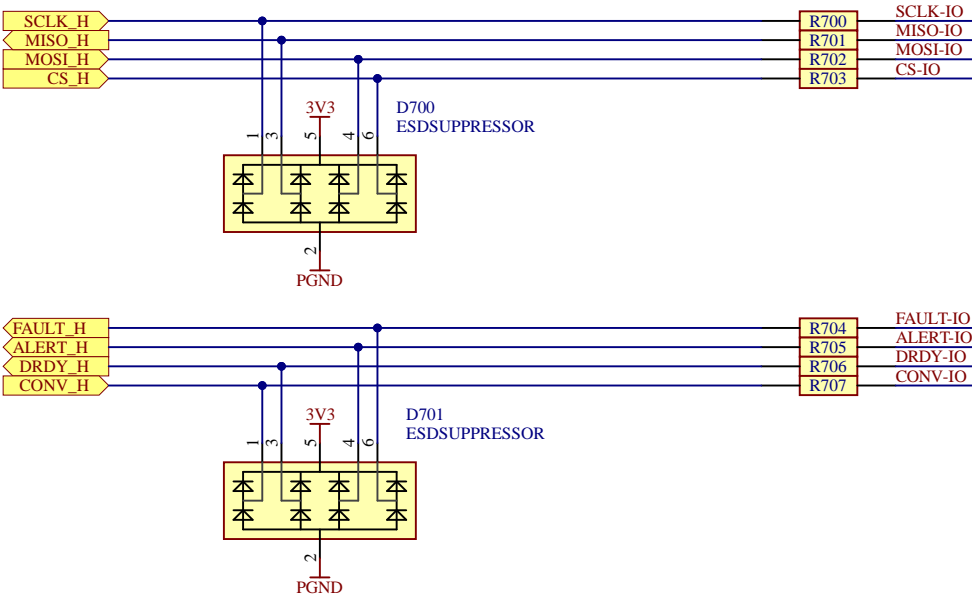 SCLK_H
R700
SCLK-IO
MISO_H
R701
MISO-IO
MOSI_H
R702
MOSI-IO
CS_H
R703
CS-IO
3V3
D700
ESDSUPPRESSOR
1
3
5
4
6
2
PGND
FAULT_H
R704
FAULT-IO
ALERT_H
R705
ALERT-IO
DRDY_H
R706
DRDY-IO
CONV_H
R707
CONV-IO
3V3
D701
ESDSUPPRESSOR
1
3
5
4
6
2
PGND